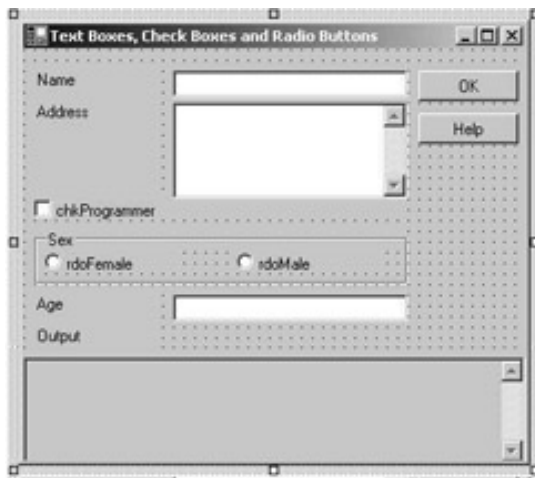 Text Boxes, Check Boxes and Radio Buttons
Name
OK
Address
Help
chkProgrammer
Sex
rdoFemale
rdoMale
Age
Output